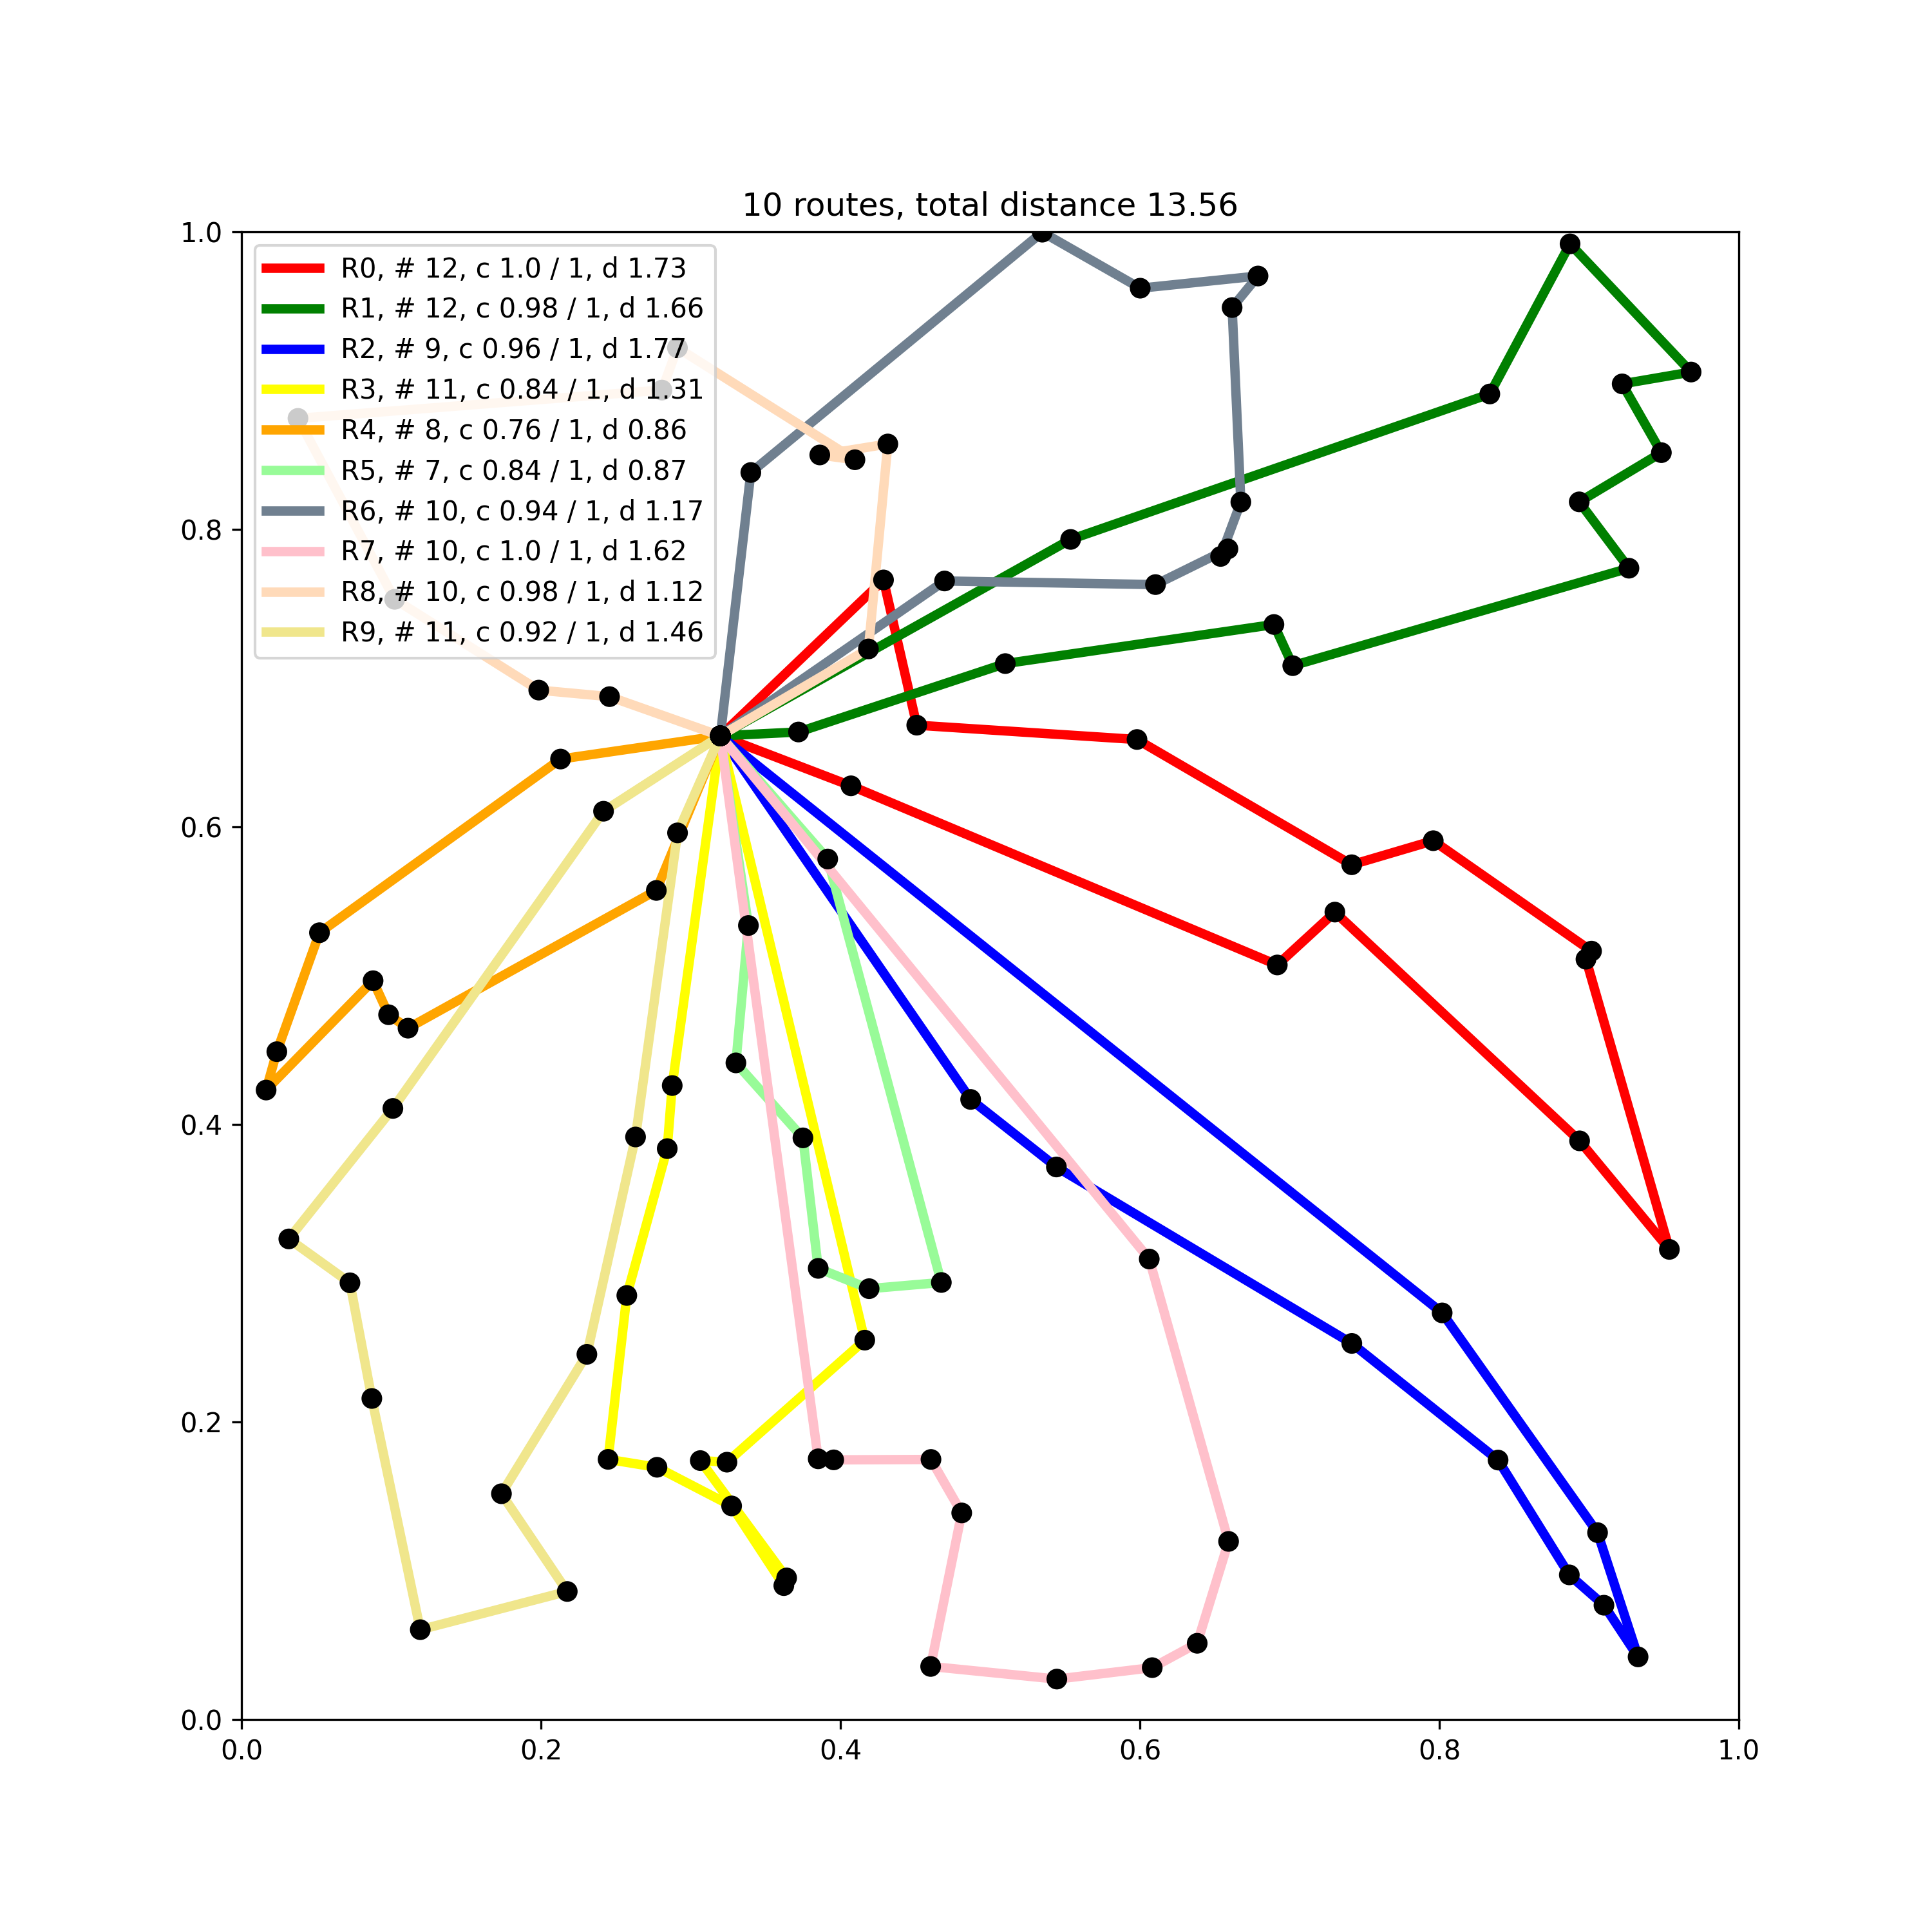 10 routes, total distance 13.56
1.0
0.8
0.6
0.4
0.2
0.0
R0, # 12, c 1.0 / 1, d 1.73
R1, # 12, c 0.98 / 1, d 1.66
R2, # 9, c 0.96 / 1, d 1.77
R3, # 11, c 0.84 / 1, d 1.31
R4, # 8, c 0.76 / 1, d 0.86
R5, # 7, c 0.84 / 1, d 0.87
R6, # 10, c 0.94 / 1, d 1.17
R7, # 10, c 1.0 / 1, d 1.62
R8, # 10, c 0.98 / 1, d 1.12
R9, # 11, c 0.92 / 1, d 1.46
0.0 0.2 0.4 0.6 0.8 1.0